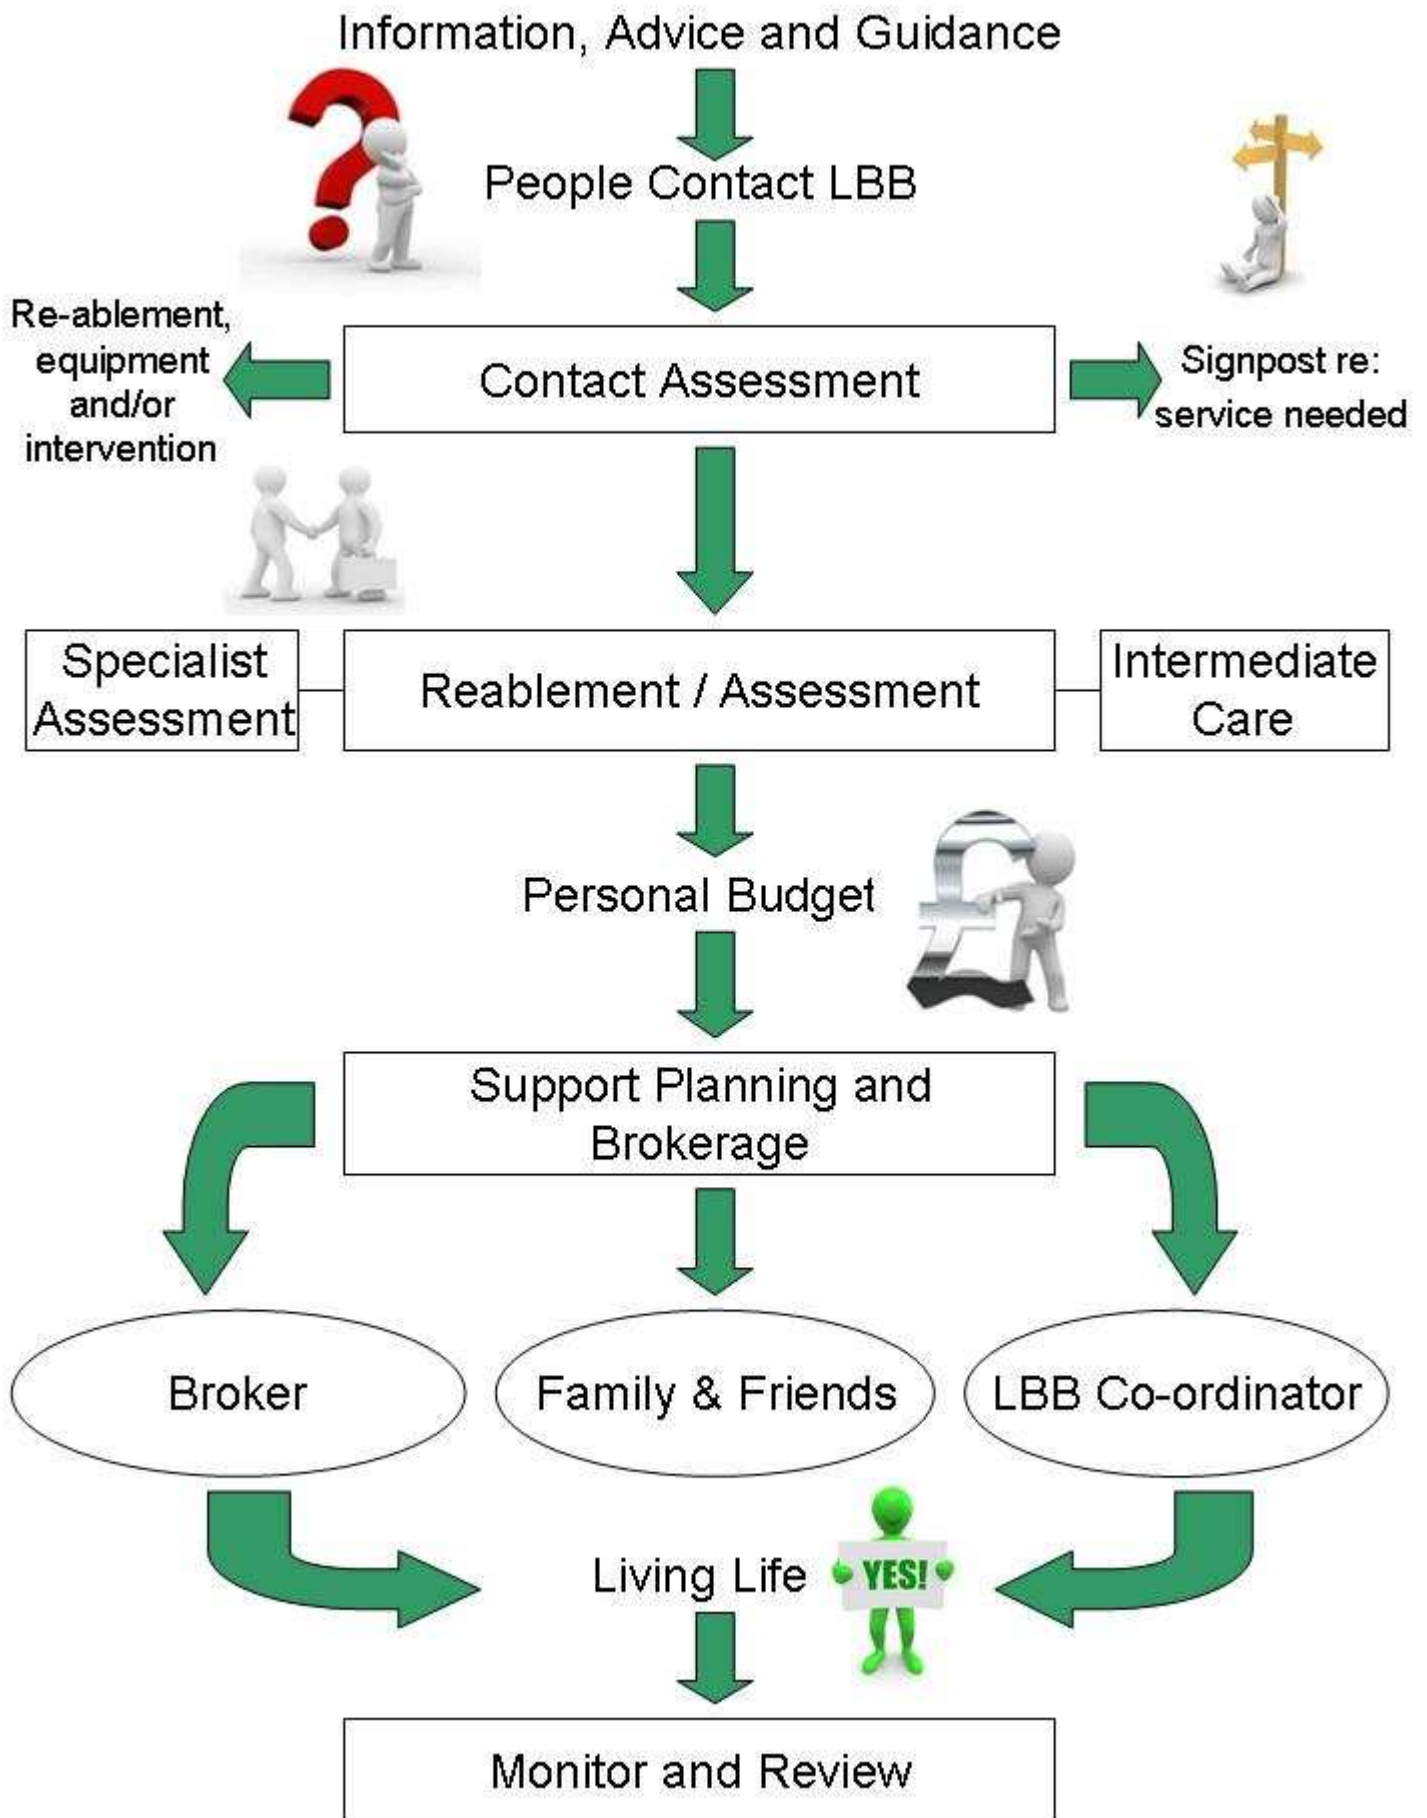 Information, Advice and Guidance
People Contact LBB
Re-ablement,
equipment
and/or
intervention
Contact Assessment
Signpost re:
service needed
Specialist
Assessment
Reablement / Assessment
Intermediate
Care
Personal Budget
Support Planning and
Brokerage
Broker
Family & Friends
LBB Co-ordinator
Living Life
YES!
Monitor and Review